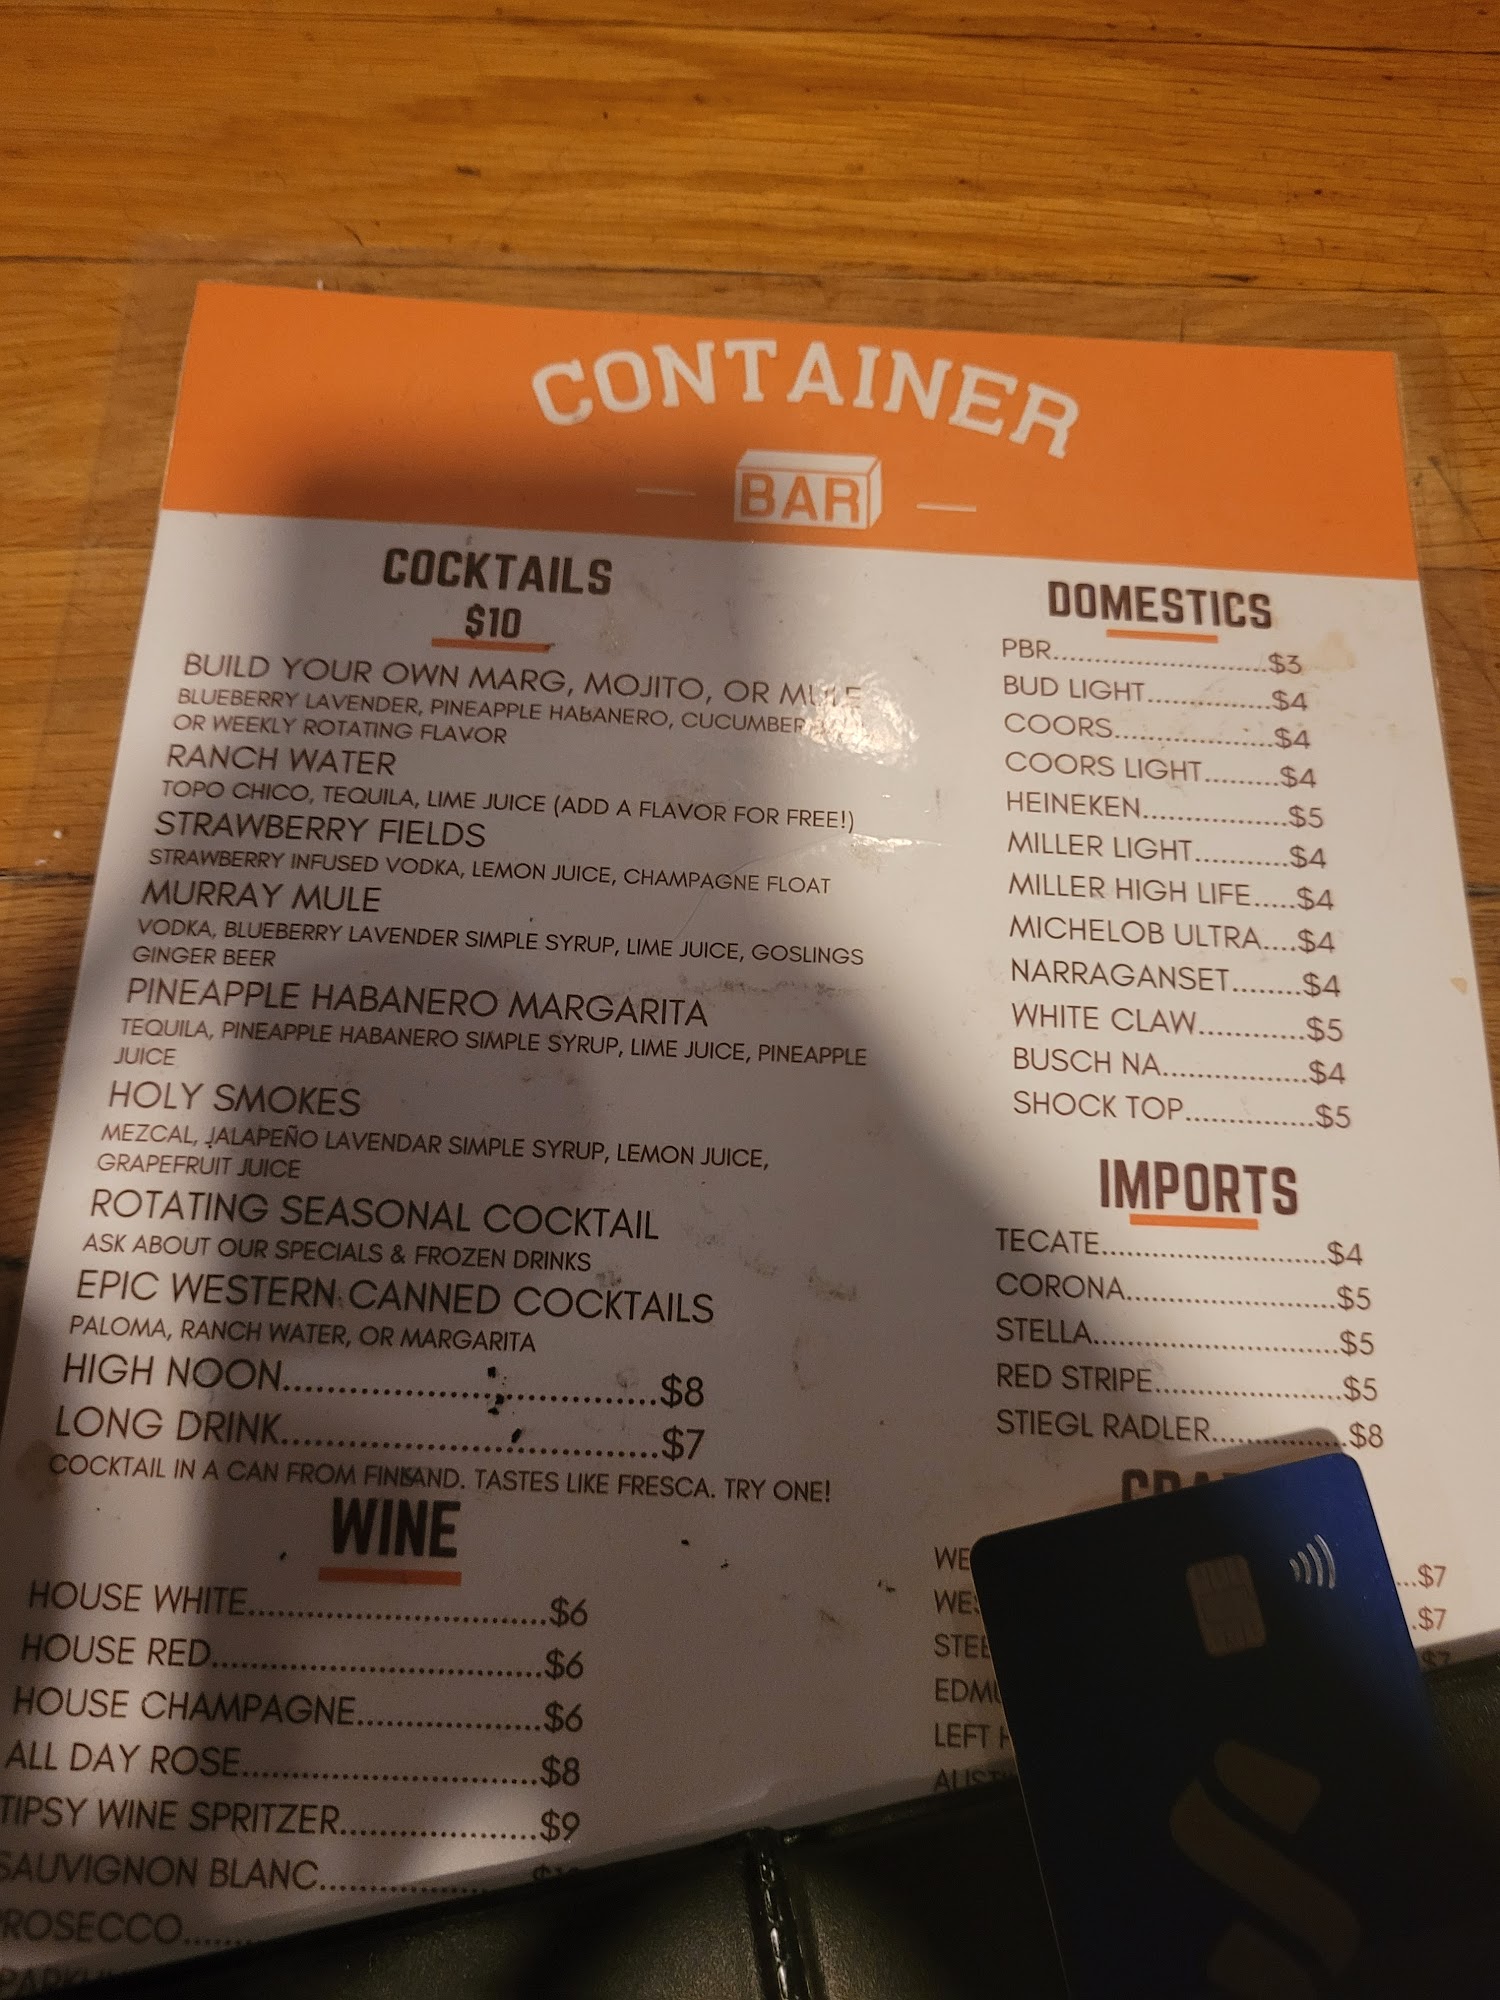 CONTAINER
BAR
COCKTAILS
$10
BUILD YOUR OWN MARG, MOJITO, OR MULE
BLUEBERRY LAVENDER, PINEAPPLE HABANERO, CUCUMBER
OR WEEKLY ROTATING FLAVOR
RANCH WATER
TOPO CHICO, TEQUILA, LIME JUICE (ADD A FLAVOR FOR FREE!)
STRAWBERRY FIELDS
STRAWBERRY INFUSED VODKA, LEMON JUICE, CHAMPAGNE FLOAT
MURRAY MULE
VODKA, BLUEBERRY LAVENDER SIMPLE SYRUP, LIME JUICE, GOSLINGS
GINGER BEER
PINEAPPLE HABANERO MARGARITA
TEQUILA, PINEAPPLE HABANERO SIMPLE SYRUP, LIME JUICE, PINEAPPLE
JUICE
HOLY SMOKES
MEZCAL, JALAPEÑO LAVENDAR SIMPLE SYRUP, LEMON JUICE,
GRAPEFRUIT JUICE
ROTATING SEASONAL COCKTAIL
ASK ABOUT OUR SPECIALS & FROZEN DRINKS
EPIC WESTERN CANNED COCKTAILS
PALOMA, RANCH WATER, OR MARGARITA
HIGH NOON..................................$8
LONG DRINK..................................$7
COCKTAIL IN A CAN FROM FINLAND. TASTES LIKE FRESCA. TRY ONE!
WINE
HOUSE WHITE.............................$6
HOUSE RED................................$6
HOUSE CHAMPAGNE..................$6
ALL DAY ROSE............................$8
TIPSY WINE SPRITZER...................$9
SAUVIGNON BLANC................
PROSECCO.......
DOMESTICS
PBR..........................$3
BUD LIGHT...............$4
COORS...................$4
COORS LIGHT.........$4
HEINEKEN.................$5
MILLER LIGHT...........$4
MILLER HIGH LIFE.....$4
MICHELOB ULTRA....$4
NARRAGANSET........$4
WHITE CLAW............$5
BUSCH NA.................$4
SHOCK TOP..............$5
IMPORTS
TECATE..........................$4
CORONA........................$5
STELLA............................$5
RED STRIPE.....................$5
STIEGL RADLER...............$8
...$7
.$7
$7
LEFT